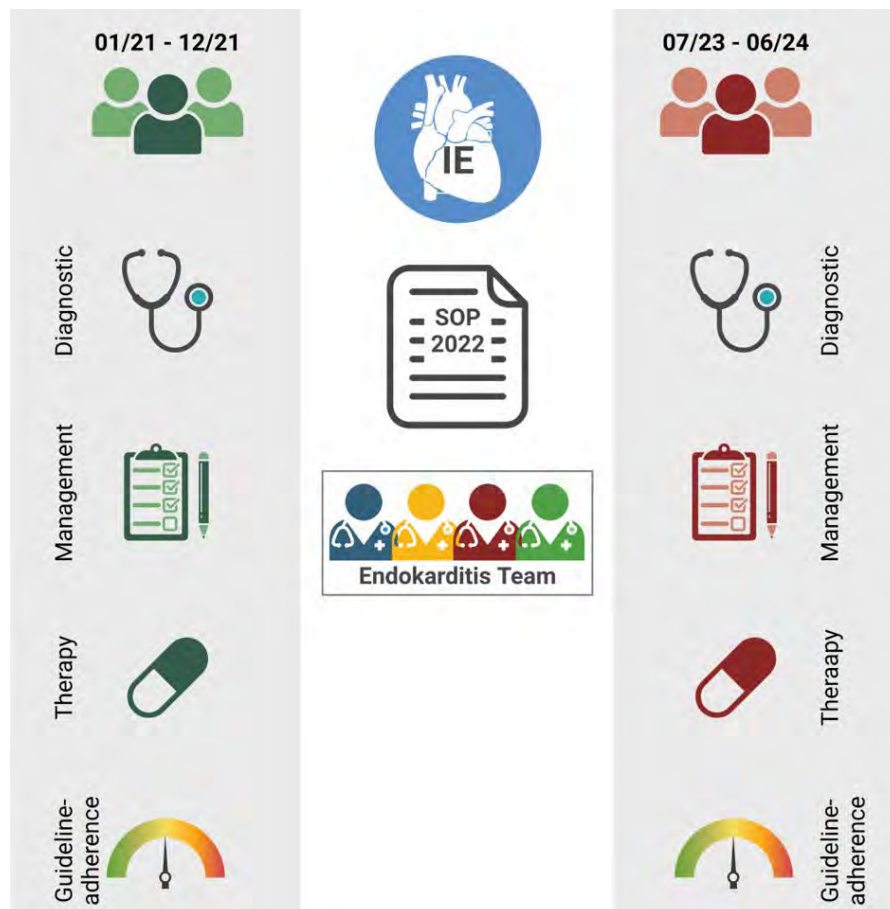 01/21 - 12/21
Diagnostic
Management
Therapy
Guideline-
adherence
IE
SOP
2022
Endokarditis Team
07/23 - 06/24
Diagnostic
Management
Theraapy
Guideline-
adherence